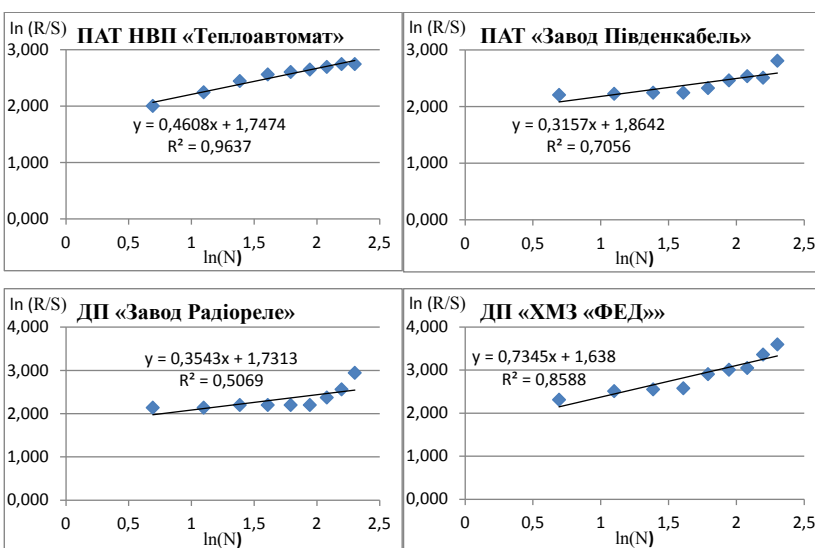 ln (R/S) ПАТ НВП «Теплоавтомат»
3,000
2,000
1,000
0,000
y = 0,4608x + 1,7474
R² = 0,9637
0 0,5 1 1,5 2 2,5
ln(N)
ln (R/S) ПАТ «Завод Південкабель»
3,000
2,000
1,000
0,000
y = 0,3157x + 1,8642
R² = 0,7056
0 0,5 1 1,5 2 2,5
ln(N)
ln (R/S) ДП «Завод Радіореле»
4,000
3,000
2,000
1,000
0,000
y = 0,3543x + 1,7313
R² = 0,5069
0 0,5 1 1,5 2 2,5
ln(N)
ln (R/S) ДП «ХМЗ «ФЕД»»
4,000
3,000
2,000
1,000
0,000
y = 0,7345x + 1,638
R² = 0,8588
0 0,5 1 1,5 2 2,5
ln(N)